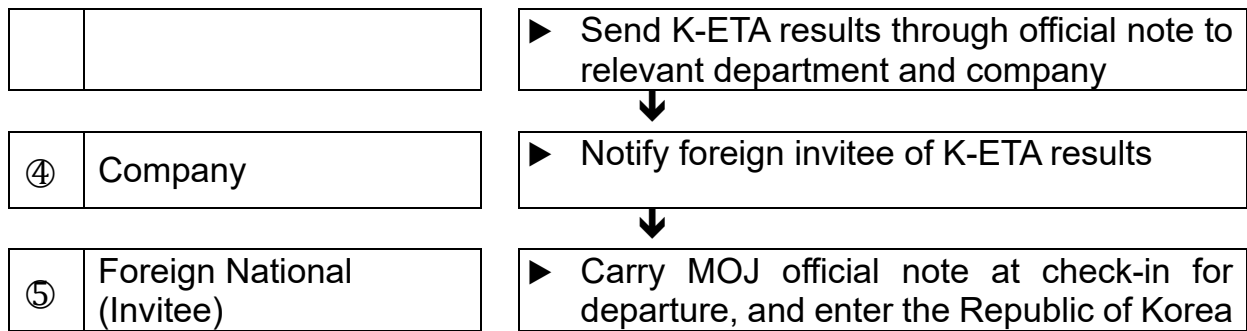 ▶ Send K-ETA results through official note to
relevant department and company
④ Company
▶ Notify foreign invitee of K-ETA results
⑤ Foreign National
(Invitee)
▶ Carry MOJ official note at check-in for
departure, and enter the Republic of Korea